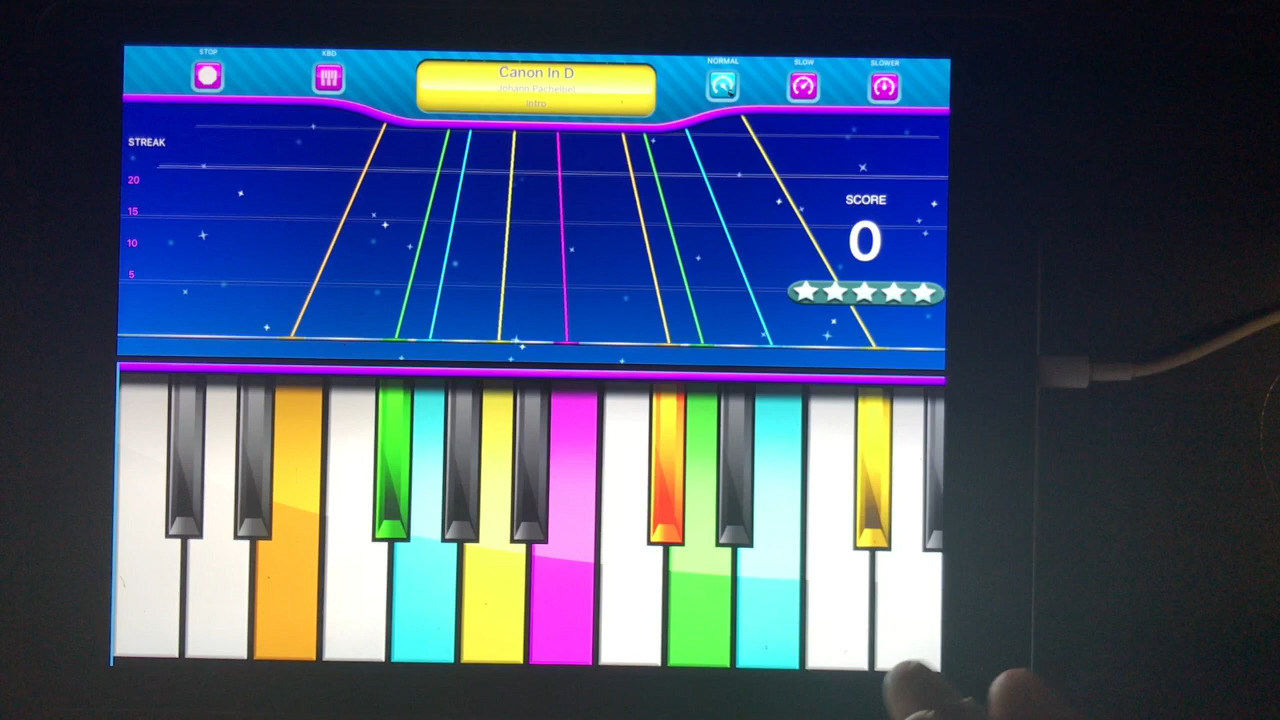 STOP
KBD
Canon In D
Johann Pachelbel
Intro
NORMAL
SLOW
SLOWER
STREAK
20
15
10
5
SCORE
0